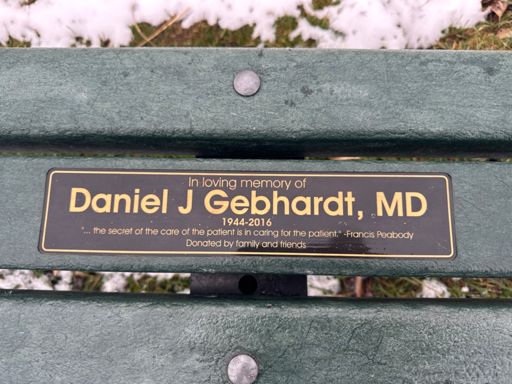 In loving memory of
Daniel J Gebhardt, MD
1944-2016
"... the secret of the care of the patient is in caring for the patient." -Francis Peabody
Donated by family and friends